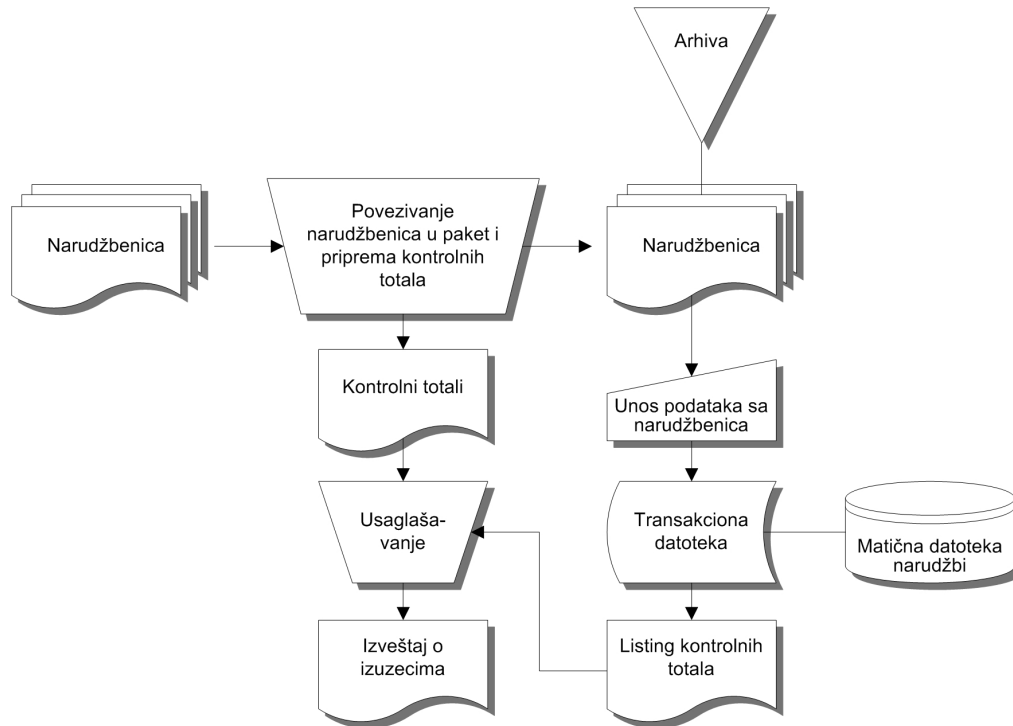 Arhiva
Narudžbenica
Povezivanje
narudžbenica u paket i
priprema kontrolnih
totala
Narudžbenica
Kontrolni totali
Unos podataka sa
narudžbenica
Usaglaša-
vanje
Transakciona
datoteka
Matična datoteka
narudžbi
Izveštaj o
izuzecima
Listing kontrolnih
totala